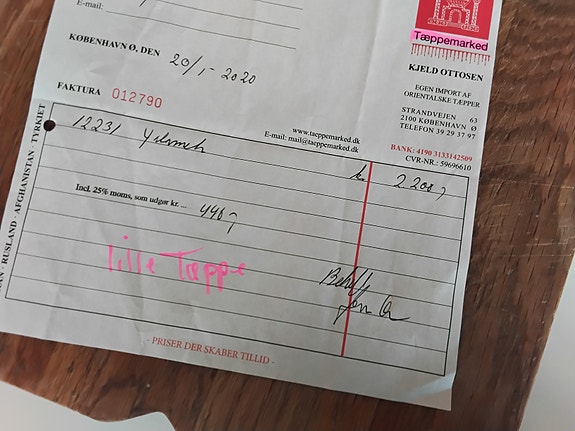 E-mail:
Tæppemarked
KØBENHAVN Ø, DEN 20/1-2020
KJELD OTTOSEN
EGEN IMPORT AF
ORIENTALSKE TÆPPER
STRANDVEJEN 63
2100 KØBENHAVN Ø
TELEFON 39 29 37 97
BANK: 4190 3133142509
CVR-NR.: 59696610
FAKTURA 012790
www.taeppemarked.dk
E-mail: mail@taeppemarked.dk
12231 kr. 2200,-
Incl. 25% moms, som udgør kr. ... 440,-
lille Tæppe
- PRISER DER SKABER TILLID -
- RUSLAND - AFGHANISTAN - TYRKIET